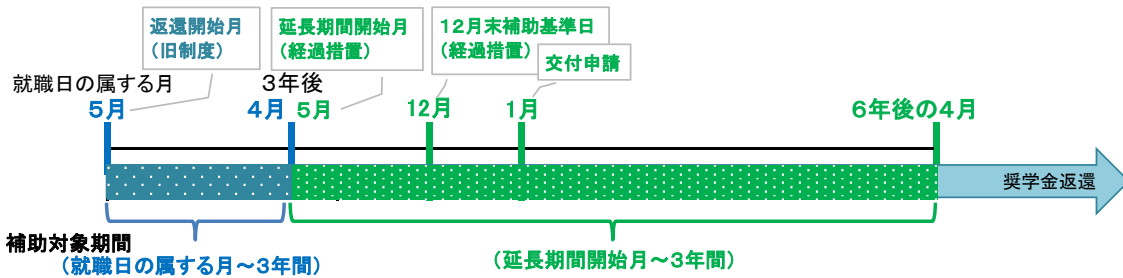 返還開始月
（旧制度）
延長期間開始月
（経過措置）
12月末補助基準日
（経過措置）
交付申請
就職日の属する月
3年後
5月
4月
5月
12月
1月
6年後の4月
奨学金返還
補助対象期間
（就職日の属する月～3年間）
（延長期間開始月～3年間）